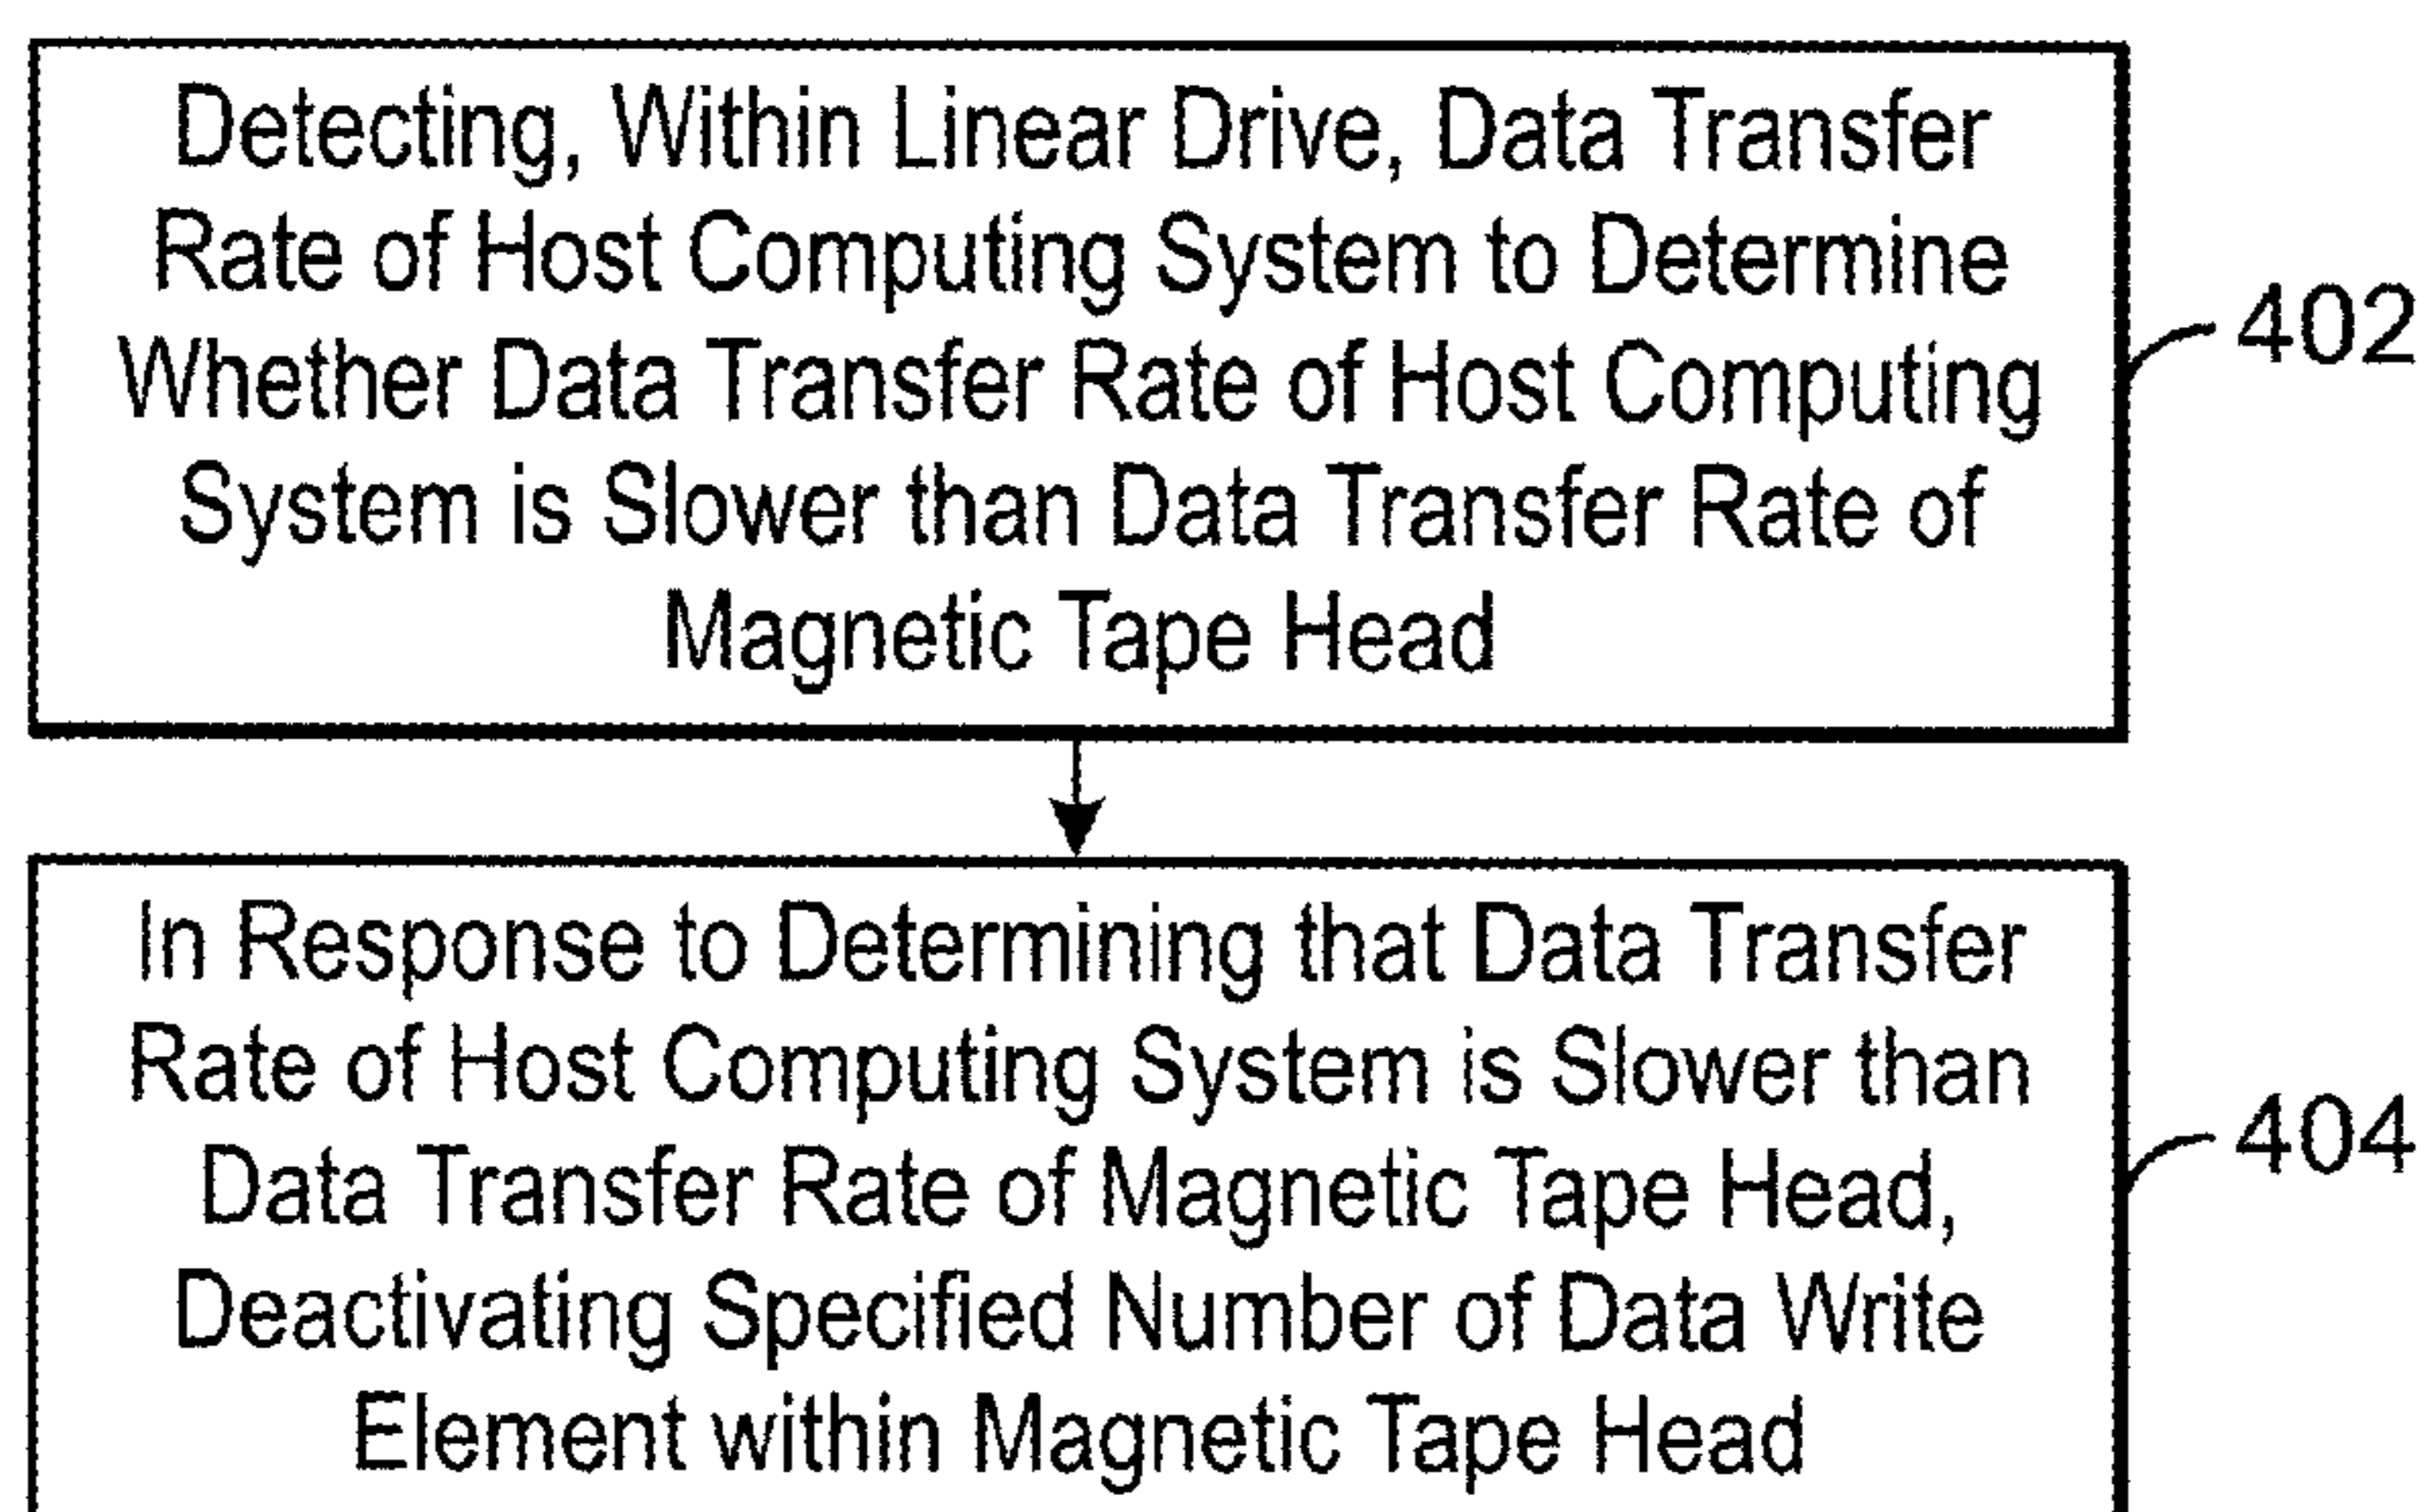 Detecting, Within Linear Drive, Data Transfer
Rate of Host Computing System to Determine
Whether Data Transfer Rate of Host Computing
System is Slower than Data Transfer Rate of
Magnetic Tape Head
402
In Response to Determining that Data Transfer
Rate of Host Computing System is Slower than
Data Transfer Rate of Magnetic Tape Head,
Deactivating Specified Number of Data Write
Element within Magnetic Tape Head
404